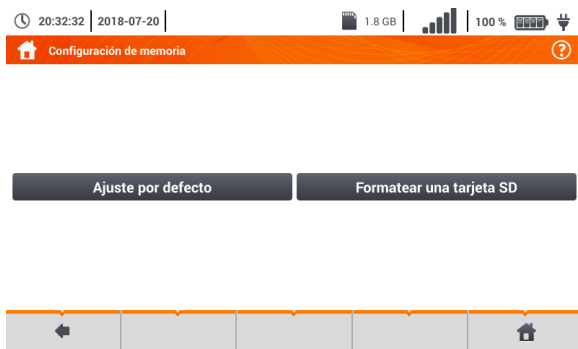 20:32:32 2018-07-20 1.8 GB 100 %
Configuración de memoria ?
Ajuste por defecto Formatear una tarjeta SD